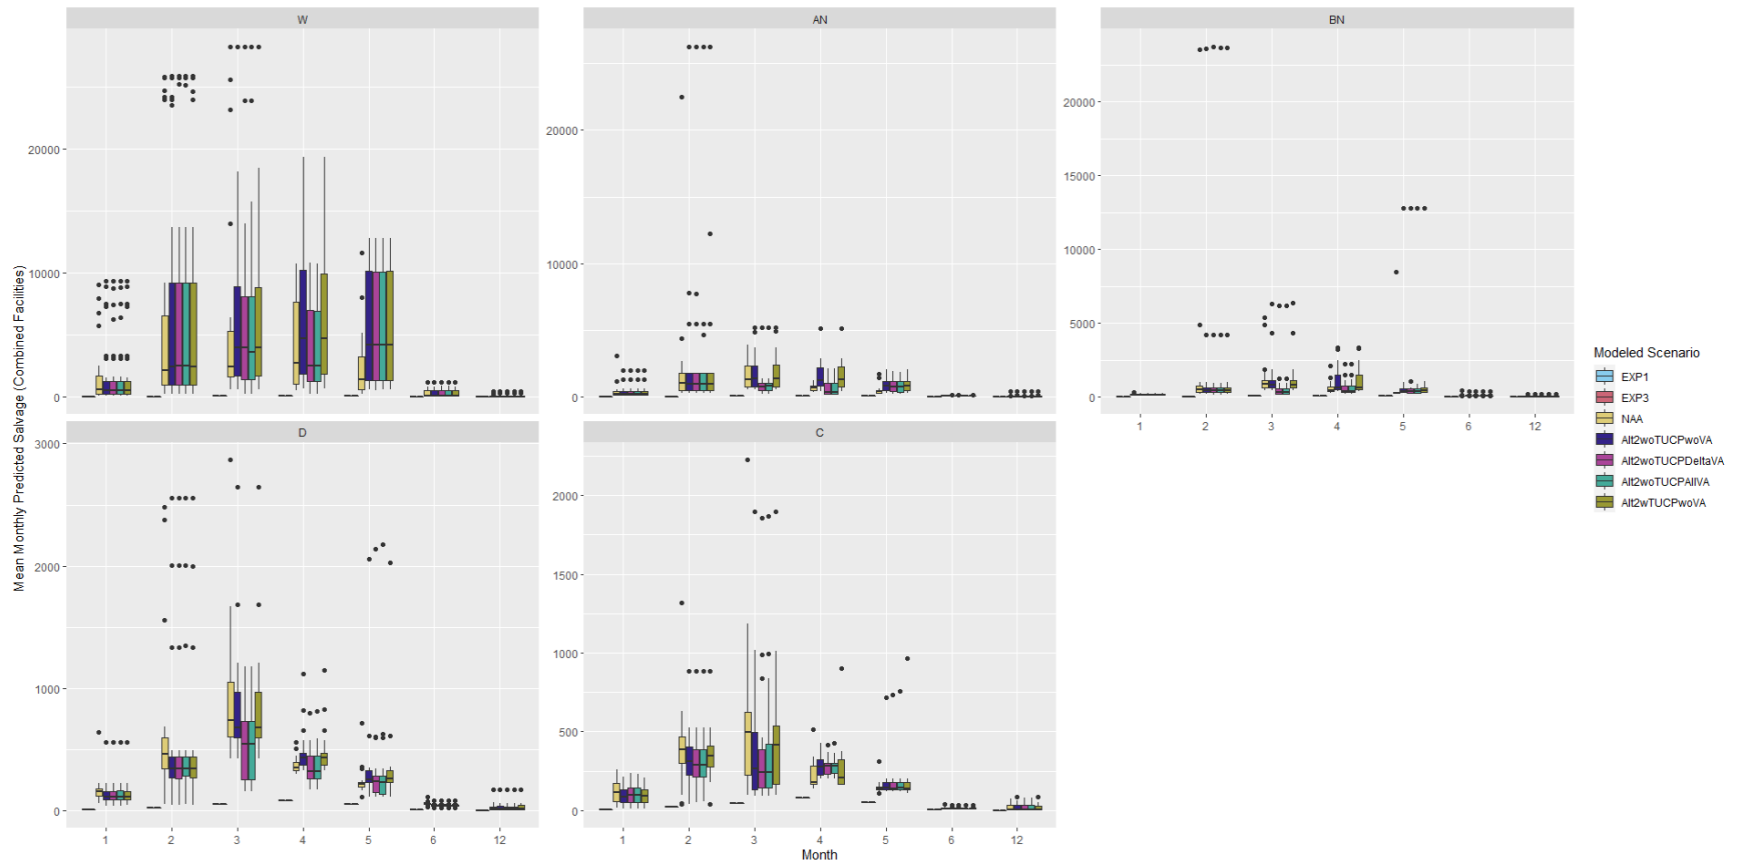 W
AN
BN
20000
10000
0
20000
10000
0
20000
15000
10000
5000
0
1
2
3
4
5
6
12
D
C
3000
2000
1000
0
1
2
3
4
5
6
12
2000
1500
1000
500
0
1
2
3
4
5
6
12
Month
Mean Monthly Predicted Salvage (Combined Facilities)
Modeled Scenario
EXP1
EXP3
NAA
Alt2woTUCPwoVA
Alt2woTUCPDeltaVA
Alt2woTUCPAllVA
Alt2wTUCPwoVA